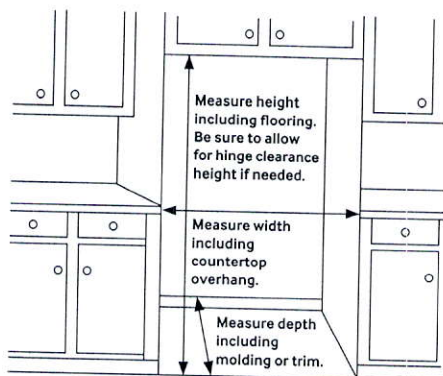 Measure height
including flooring.
Be sure to allow
for hinge clearance
height if needed.
Measure width
including
countertop
overhang.
Measure depth
including
molding or trim.